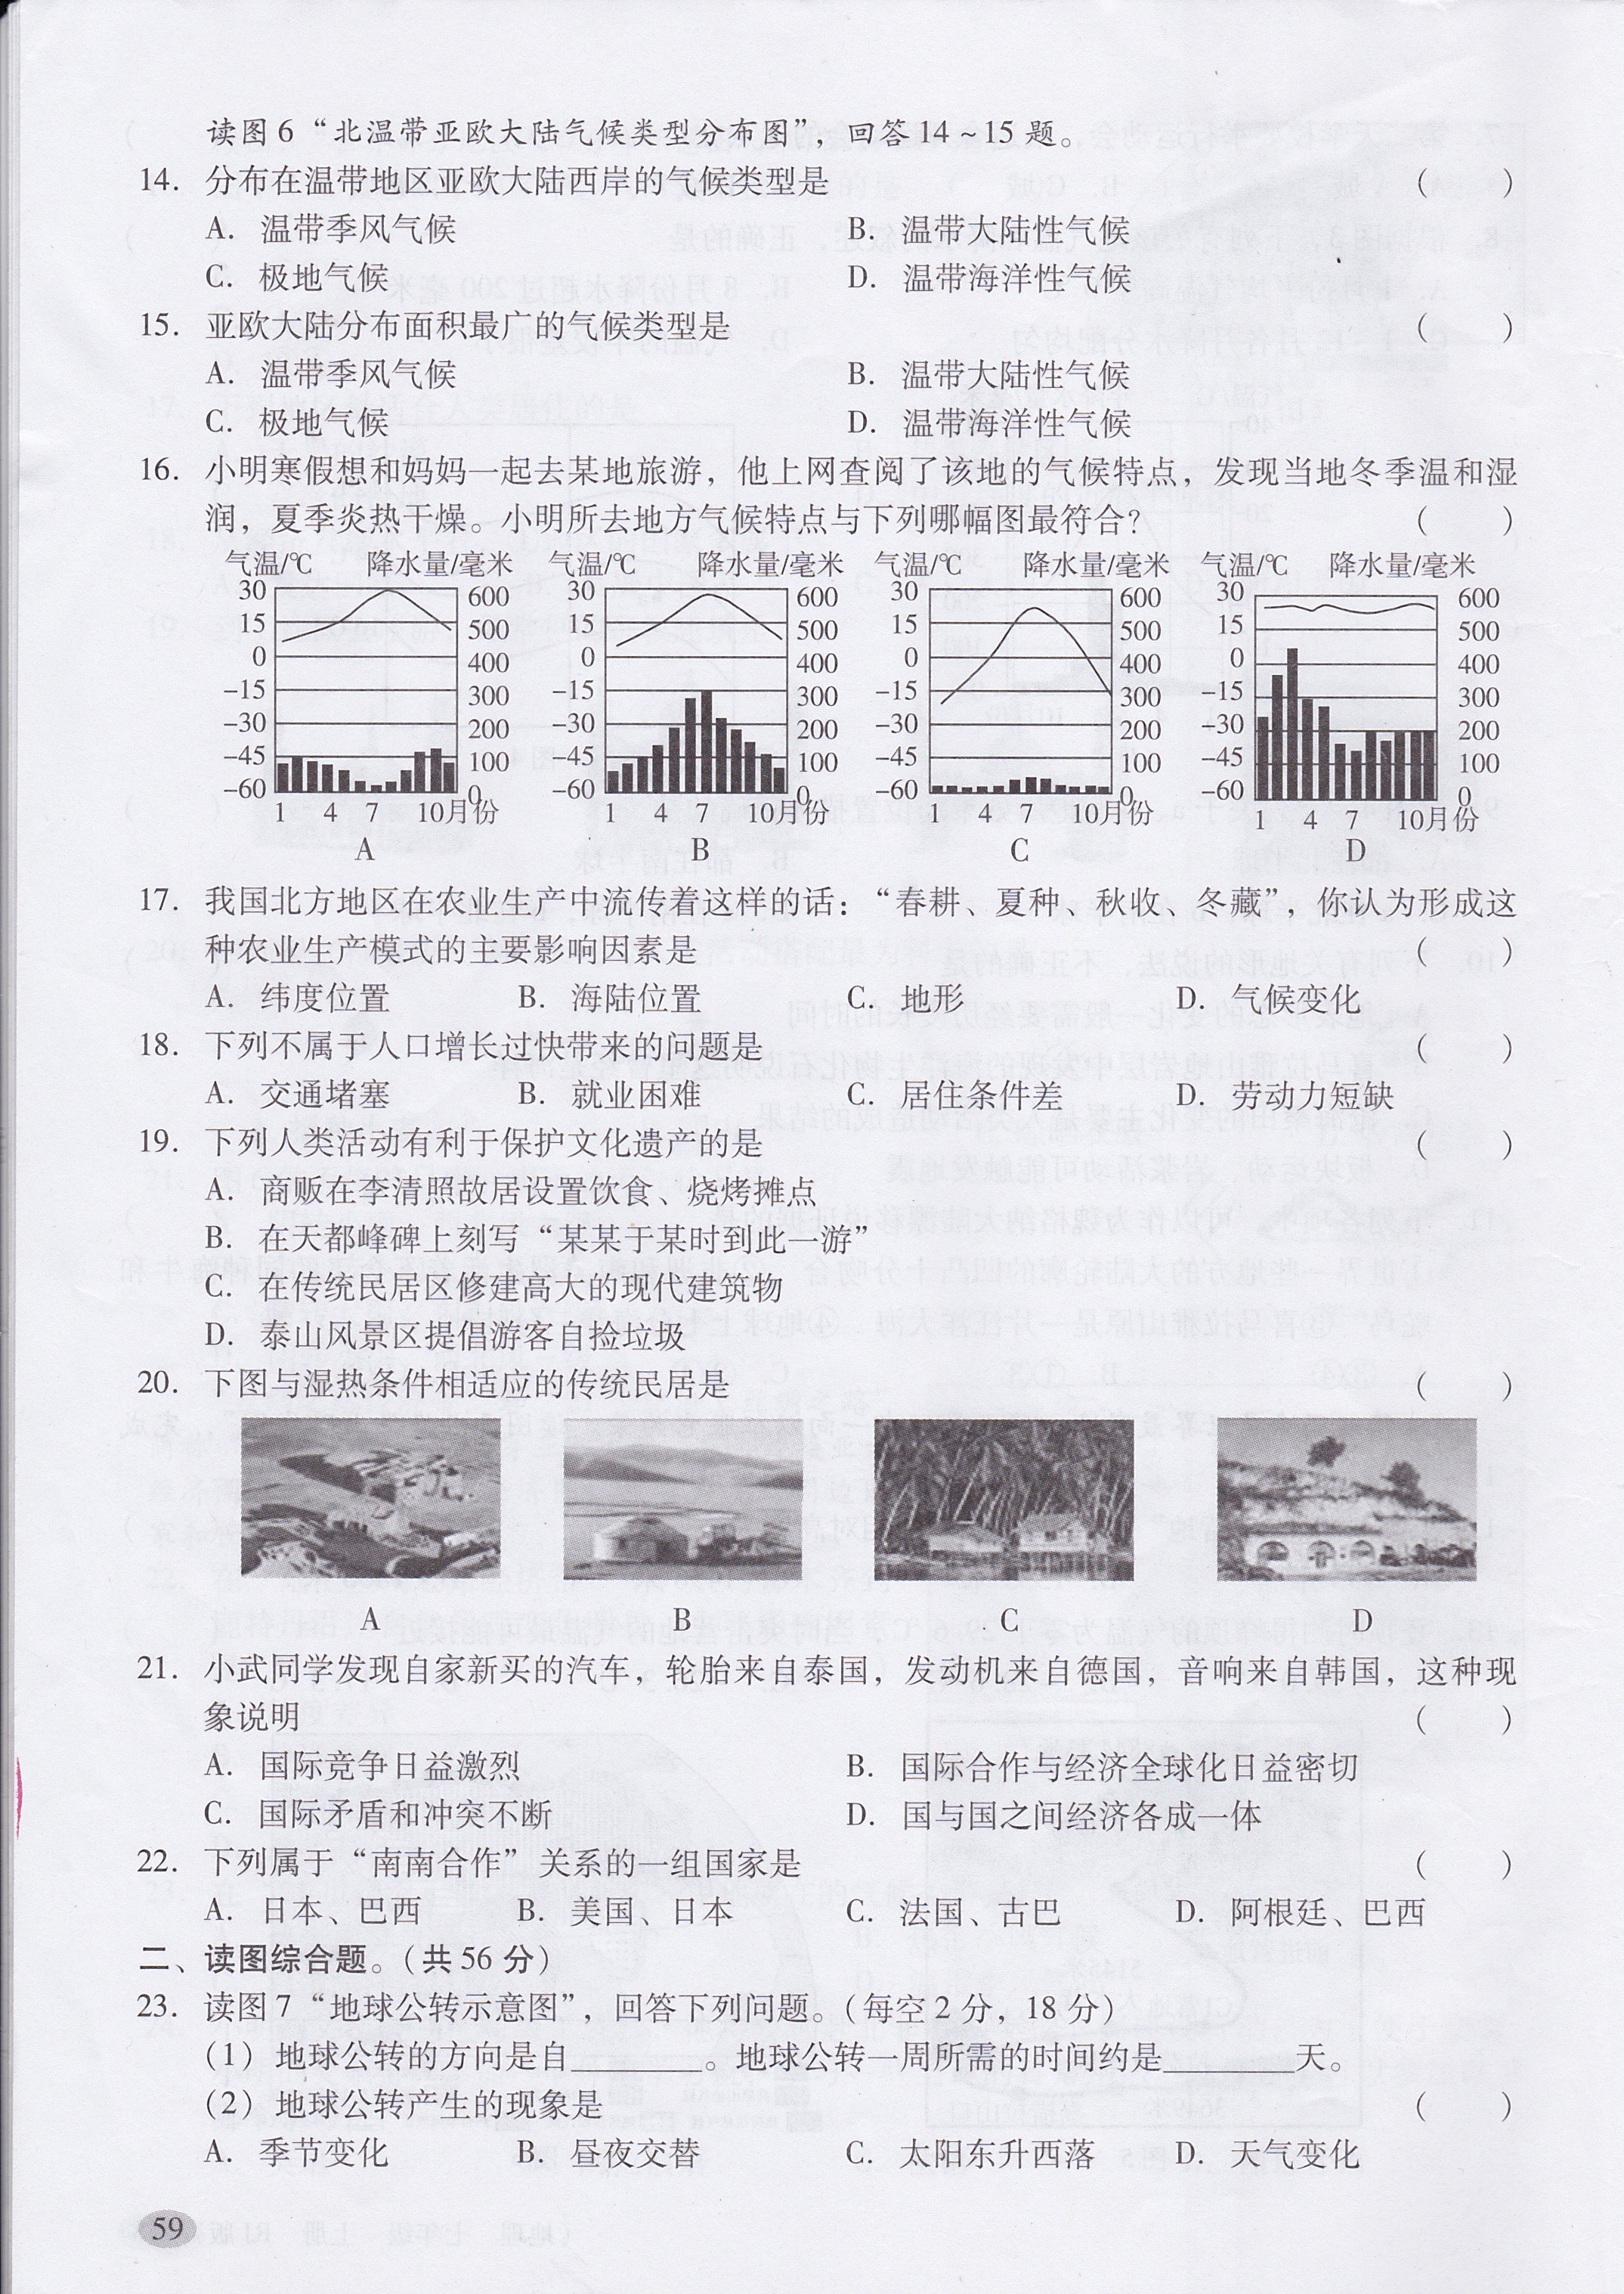 读图6“北温带亚欧大陆气候类型分布图”，回答14~15题。
14. 分布在温带地区亚欧大陆西岸的气候类型是 ( )
A. 温带季风气候 B. 温带大陆性气候
C. 极地气候 D. 温带海洋性气候
15. 亚欧大陆分布面积最广的气候类型是 ( )
A. 温带季风气候 B. 温带大陆性气候
C. 极地气候 D. 温带海洋性气候
16. 小明寒假想和妈妈一起去某地旅游，他上网查阅了该地的气候特点，发现当地冬季温和湿
润，夏季炎热干燥。小明所去地方气候特点与下列哪幅图最符合？ ( )
气温/℃ 降水量/毫米 气温/℃ 降水量/毫米 气温/℃ 降水量/毫米 气温/℃ 降水量/毫米
30 600 30 600 30 600 30 600
15 500 15 500 15 500 15 500
0 400 0 400 0 400 0 400
-15 300 -15 300 -15 300 -15 300
-30 200 -30 200 -30 200 -30 200
-45 100 -45 100 -45 100 -45 100
-60 0 -60 0 -60 0 -60 0
1 4 7 10月份 1 4 7 10月份 1 4 7 10月份 1 4 7 10月份
A B C D
17. 我国北方地区在农业生产中流传着这样的话：“春耕、夏种、秋收、冬藏”，你认为形成这
种农业生产模式的主要影响因素是 ( )
A. 纬度位置 B. 海陆位置 C. 地形 D. 气候变化
18. 下列不属于人口增长过快带来的问题是 ( )
A. 交通堵塞 B. 就业困难 C. 居住条件差 D. 劳动力短缺
19. 下列人类活动有利于保护文化遗产的是 ( )
A. 商贩在李清照故居设置饮食、烧烤摊点
B. 在天都峰碑上刻写“某某于某时到此一游”
C. 在传统民居区修建高大的现代建筑物
D. 泰山风景区提倡游客自捡垃圾
20. 下图与湿热条件相适应的传统民居是 ( )
A B C D
21. 小武同学发现自家新买的汽车，轮胎来自泰国，发动机来自德国，音响来自韩国，这种现
象说明 ( )
A. 国际竞争日益激烈 B. 国际合作与经济全球化日益密切
C. 国际矛盾和冲突不断 D. 国与国之间经济各成一体
22. 下列属于“南南合作”关系的一组国家是 ( )
A. 日本、巴西 B. 美国、日本 C. 法国、古巴 D. 阿根廷、巴西
二、读图综合题。（共56分）
23. 读图7“地球公转示意图”，回答下列问题。（每空2分，18分）
（1）地球公转的方向是自________。地球公转一周所需的时间约是________天。
（2）地球公转产生的现象是 ( )
A. 季节变化 B. 昼夜交替 C. 太阳东升西落 D. 天气变化
59